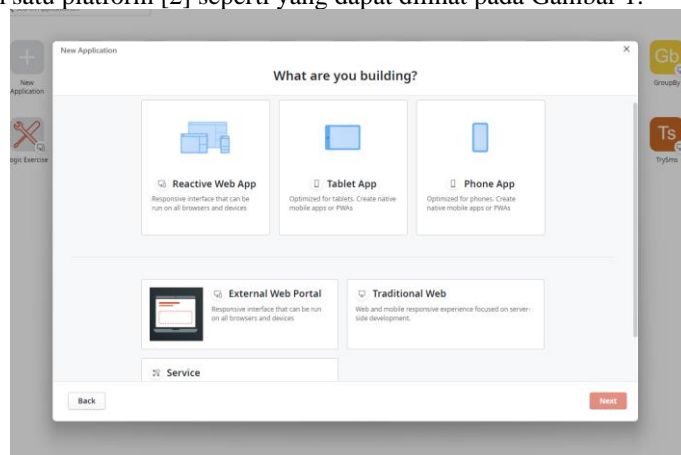 satu platform [2] seperti yang dapat dilihat pada Gambar 1.
New Application
×
What are you building?
New
Application
Gb
GroupBy
Logic Exercise
Ts
TrySms
Reactive Web App
Responsive interface that can be
run on all browsers and devices
Tablet App
Optimized for tablets. Create native
mobile apps or PWAs
Phone App
Optimized for phones. Create
native mobile apps or PWAs
External Web Portal
Responsive interface that can be run
on all browsers and devices
Traditional Web
Web and mobile responsive experience focused on server-
side development.
Service
Back
Next